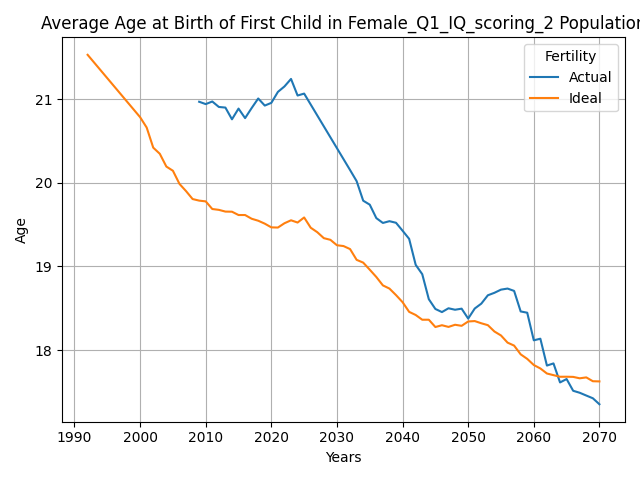 Average Age at Birth of First Child in Female_Q1_IQ_scoring_2 Population
Fertility
Actual
Ideal
Age
21
20
19
18
1990 2000 2010 2020 2030 2040 2050 2060 2070
Years